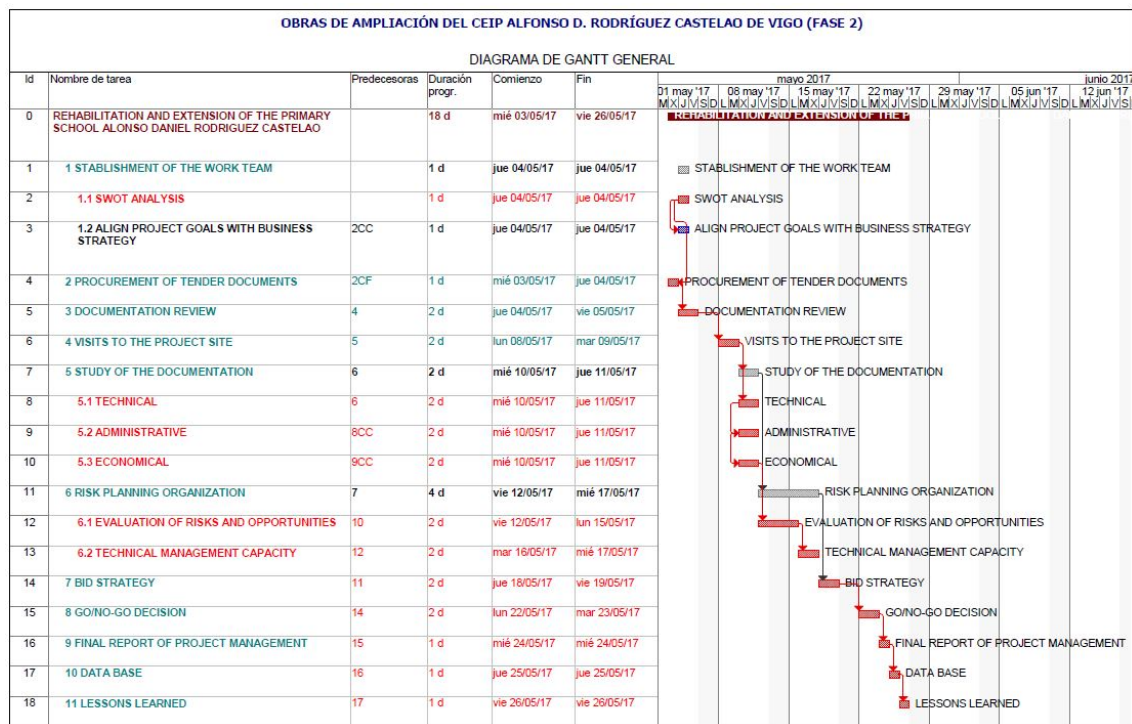 OBRAS DE AMPLIACIÓN DEL CEIP ALFONSO D. RODRÍGUEZ CASTELAO DE VIGO (FASE 2)
DIAGRAMA DE GANTT GENERAL
Id Nombre de tarea Predecesoras Duración progr. Comienzo Fin mayo 2017 junio 2017
01 may '17 08 may '17 15 may '17 22 may '17 29 may '17 05 jun '17 12 jun '17
M X J V S D L M X J V S D L M X J V S D L M X J V S D L M X J V S D L M X J V S D L M X J V S
0 REHABILITATION AND EXTENSION OF THE PRIMARY SCHOOL ALONSO DANIEL RODRIGUEZ CASTELAO 18 d mié 03/05/17 vie 26/05/17 REHABILITATION AND EXTENSION OF THE P
1 1 STABLISHMENT OF THE WORK TEAM 1 d jue 04/05/17 jue 04/05/17 STABLISHMENT OF THE WORK TEAM
2 1.1 SWOT ANALYSIS 1 d jue 04/05/17 jue 04/05/17 SWOT ANALYSIS
3 1.2 ALIGN PROJECT GOALS WITH BUSINESS STRATEGY 2CC 1 d jue 04/05/17 jue 04/05/17 ALIGN PROJECT GOALS WITH BUSINESS STRATEGY
4 2 PROCUREMENT OF TENDER DOCUMENTS 2CF 1 d mié 03/05/17 jue 04/05/17 PROCUREMENT OF TENDER DOCUMENTS
5 3 DOCUMENTATION REVIEW 4 2 d jue 04/05/17 vie 05/05/17 DOCUMENTATION REVIEW
6 4 VISITS TO THE PROJECT SITE 5 2 d lun 08/05/17 mar 09/05/17 VISITS TO THE PROJECT SITE
7 5 STUDY OF THE DOCUMENTATION 6 2 d mié 10/05/17 jue 11/05/17 STUDY OF THE DOCUMENTATION
8 5.1 TECHNICAL 6 2 d mié 10/05/17 jue 11/05/17 TECHNICAL
9 5.2 ADMINISTRATIVE 8CC 2 d mié 10/05/17 jue 11/05/17 ADMINISTRATIVE
10 5.3 ECONOMICAL 9CC 2 d mié 10/05/17 jue 11/05/17 ECONOMICAL
11 6 RISK PLANNING ORGANIZATION 7 4 d vie 12/05/17 mié 17/05/17 RISK PLANNING ORGANIZATION
12 6.1 EVALUATION OF RISKS AND OPPORTUNITIES 10 2 d vie 12/05/17 lun 15/05/17 EVALUATION OF RISKS AND OPPORTUNITIES
13 6.2 TECHNICAL MANAGEMENT CAPACITY 12 2 d mar 16/05/17 mié 17/05/17 TECHNICAL MANAGEMENT CAPACITY
14 7 BID STRATEGY 11 2 d jue 18/05/17 vie 19/05/17 BID STRATEGY
15 8 GO/NO-GO DECISION 14 2 d lun 22/05/17 mar 23/05/17 GO/NO-GO DECISION
16 9 FINAL REPORT OF PROJECT MANAGEMENT 15 1 d mié 24/05/17 mié 24/05/17 FINAL REPORT OF PROJECT MANAGEMENT
17 10 DATA BASE 16 1 d jue 25/05/17 jue 25/05/17 DATA BASE
18 11 LESSONS LEARNED 17 1 d vie 26/05/17 vie 26/05/17 LESSONS LEARNED